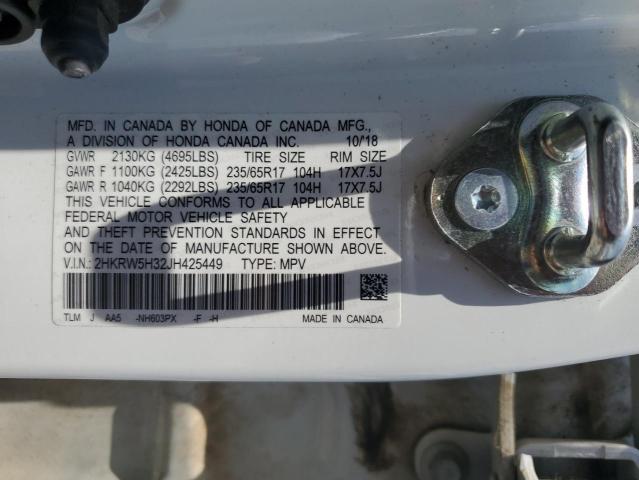 MFD. IN CANADA BY HONDA OF CANADA MFG.,
A DIVISION OF HONDA CANADA INC. 10/18
GVWR 2130KG (4695LBS) TIRE SIZE RIM SIZE
GAWR F 1100KG (2425LBS) 235/65R17 104H 17X7.5J
GAWR R 1040KG (2292LBS) 235/65R17 104H 17X7.5J
THIS VEHICLE CONFORMS TO ALL APPLICABLE
FEDERAL MOTOR VEHICLE SAFETY
AND THEFT PREVENTION STANDARDS IN EFFECT
ON THE DATE OF MANUFACTURE SHOWN ABOVE.
V.I.N.: 2HKRW5H32JH425449 TYPE: MPV
TLM J AA5 -NH603PX -F -H MADE IN CANADA